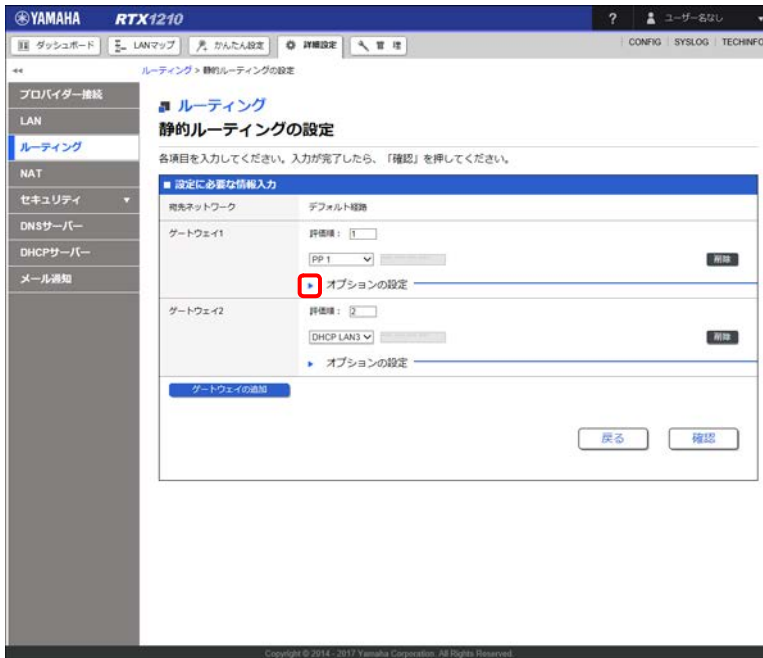 YAMAHA RTX1210 ? ユーザー名なし
ダッシュボード LANマップ かんたん設定 詳細設定 管理 CONFIG SYSLOG TECHINFO
ルーティング > 静的ルーティングの設定
プロバイダー接続
LAN
ルーティング
NAT
セキュリティ
DNSサーバー
DHCPサーバー
メール通知
ルーティング
静的ルーティングの設定
各項目を入力してください。入力が完了したら、「確認」を押してください。
■ 設定に必要な情報入力
宛先ネットワーク デフォルト経路
ゲートウェイ1 評価順： 1
PP 1 削除
オプションの設定
ゲートウェイ2 評価順： 2
DHCP LAN3 削除
オプションの設定
ゲートウェイの追加
戻る 確認
Copyright © 2014 - 2017 Yamaha Corporation. All Rights Reserved.